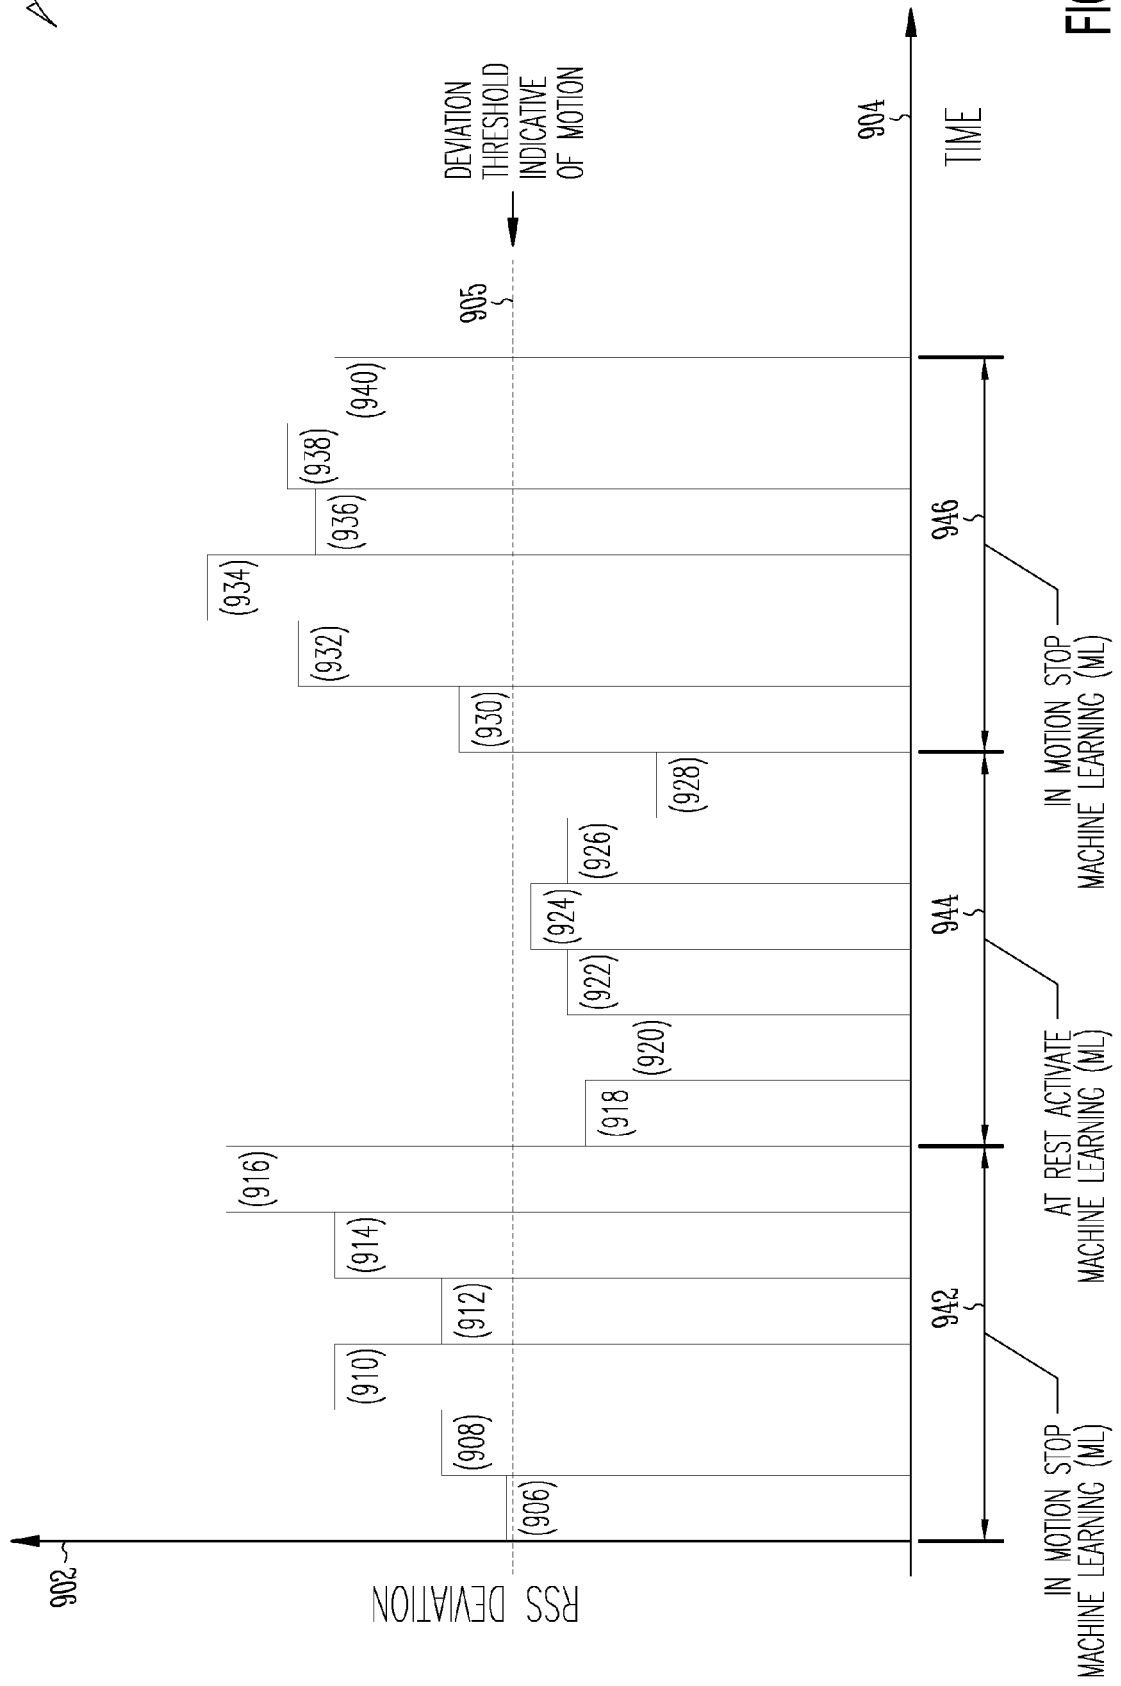 902
RSS DEVIATION
(906)
(908)
(910)
(912)
(914)
(916)
(918
(920)
(922)
(924)
(926)
(928)
(930)
(932)
(934)
(936)
(938)
(940)
905
DEVIATION
THRESHOLD
INDICATIVE
OF MOTION
904
TIME
942
944
946
IN MOTION STOP
MACHINE LEARNING (ML)
AT REST ACTIVATE
MACHINE LEARNING (ML)
IN MOTION STOP
MACHINE LEARNING (ML)